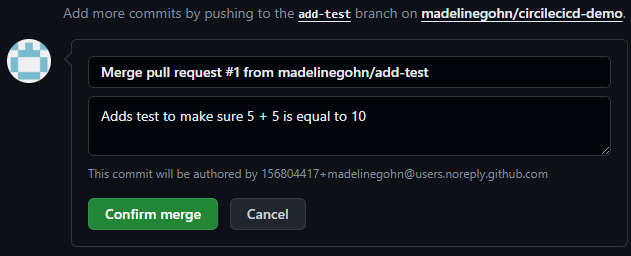 Add more commits by pushing to the add-test branch on madelinegohn/circilecicd-demo.
Merge pull request #1 from madelinegohn/add-test
Adds test to make sure 5 + 5 is equal to 10
This commit will be authored by 156804417+madelinegohn@users.noreply.github.com
Confirm merge Cancel